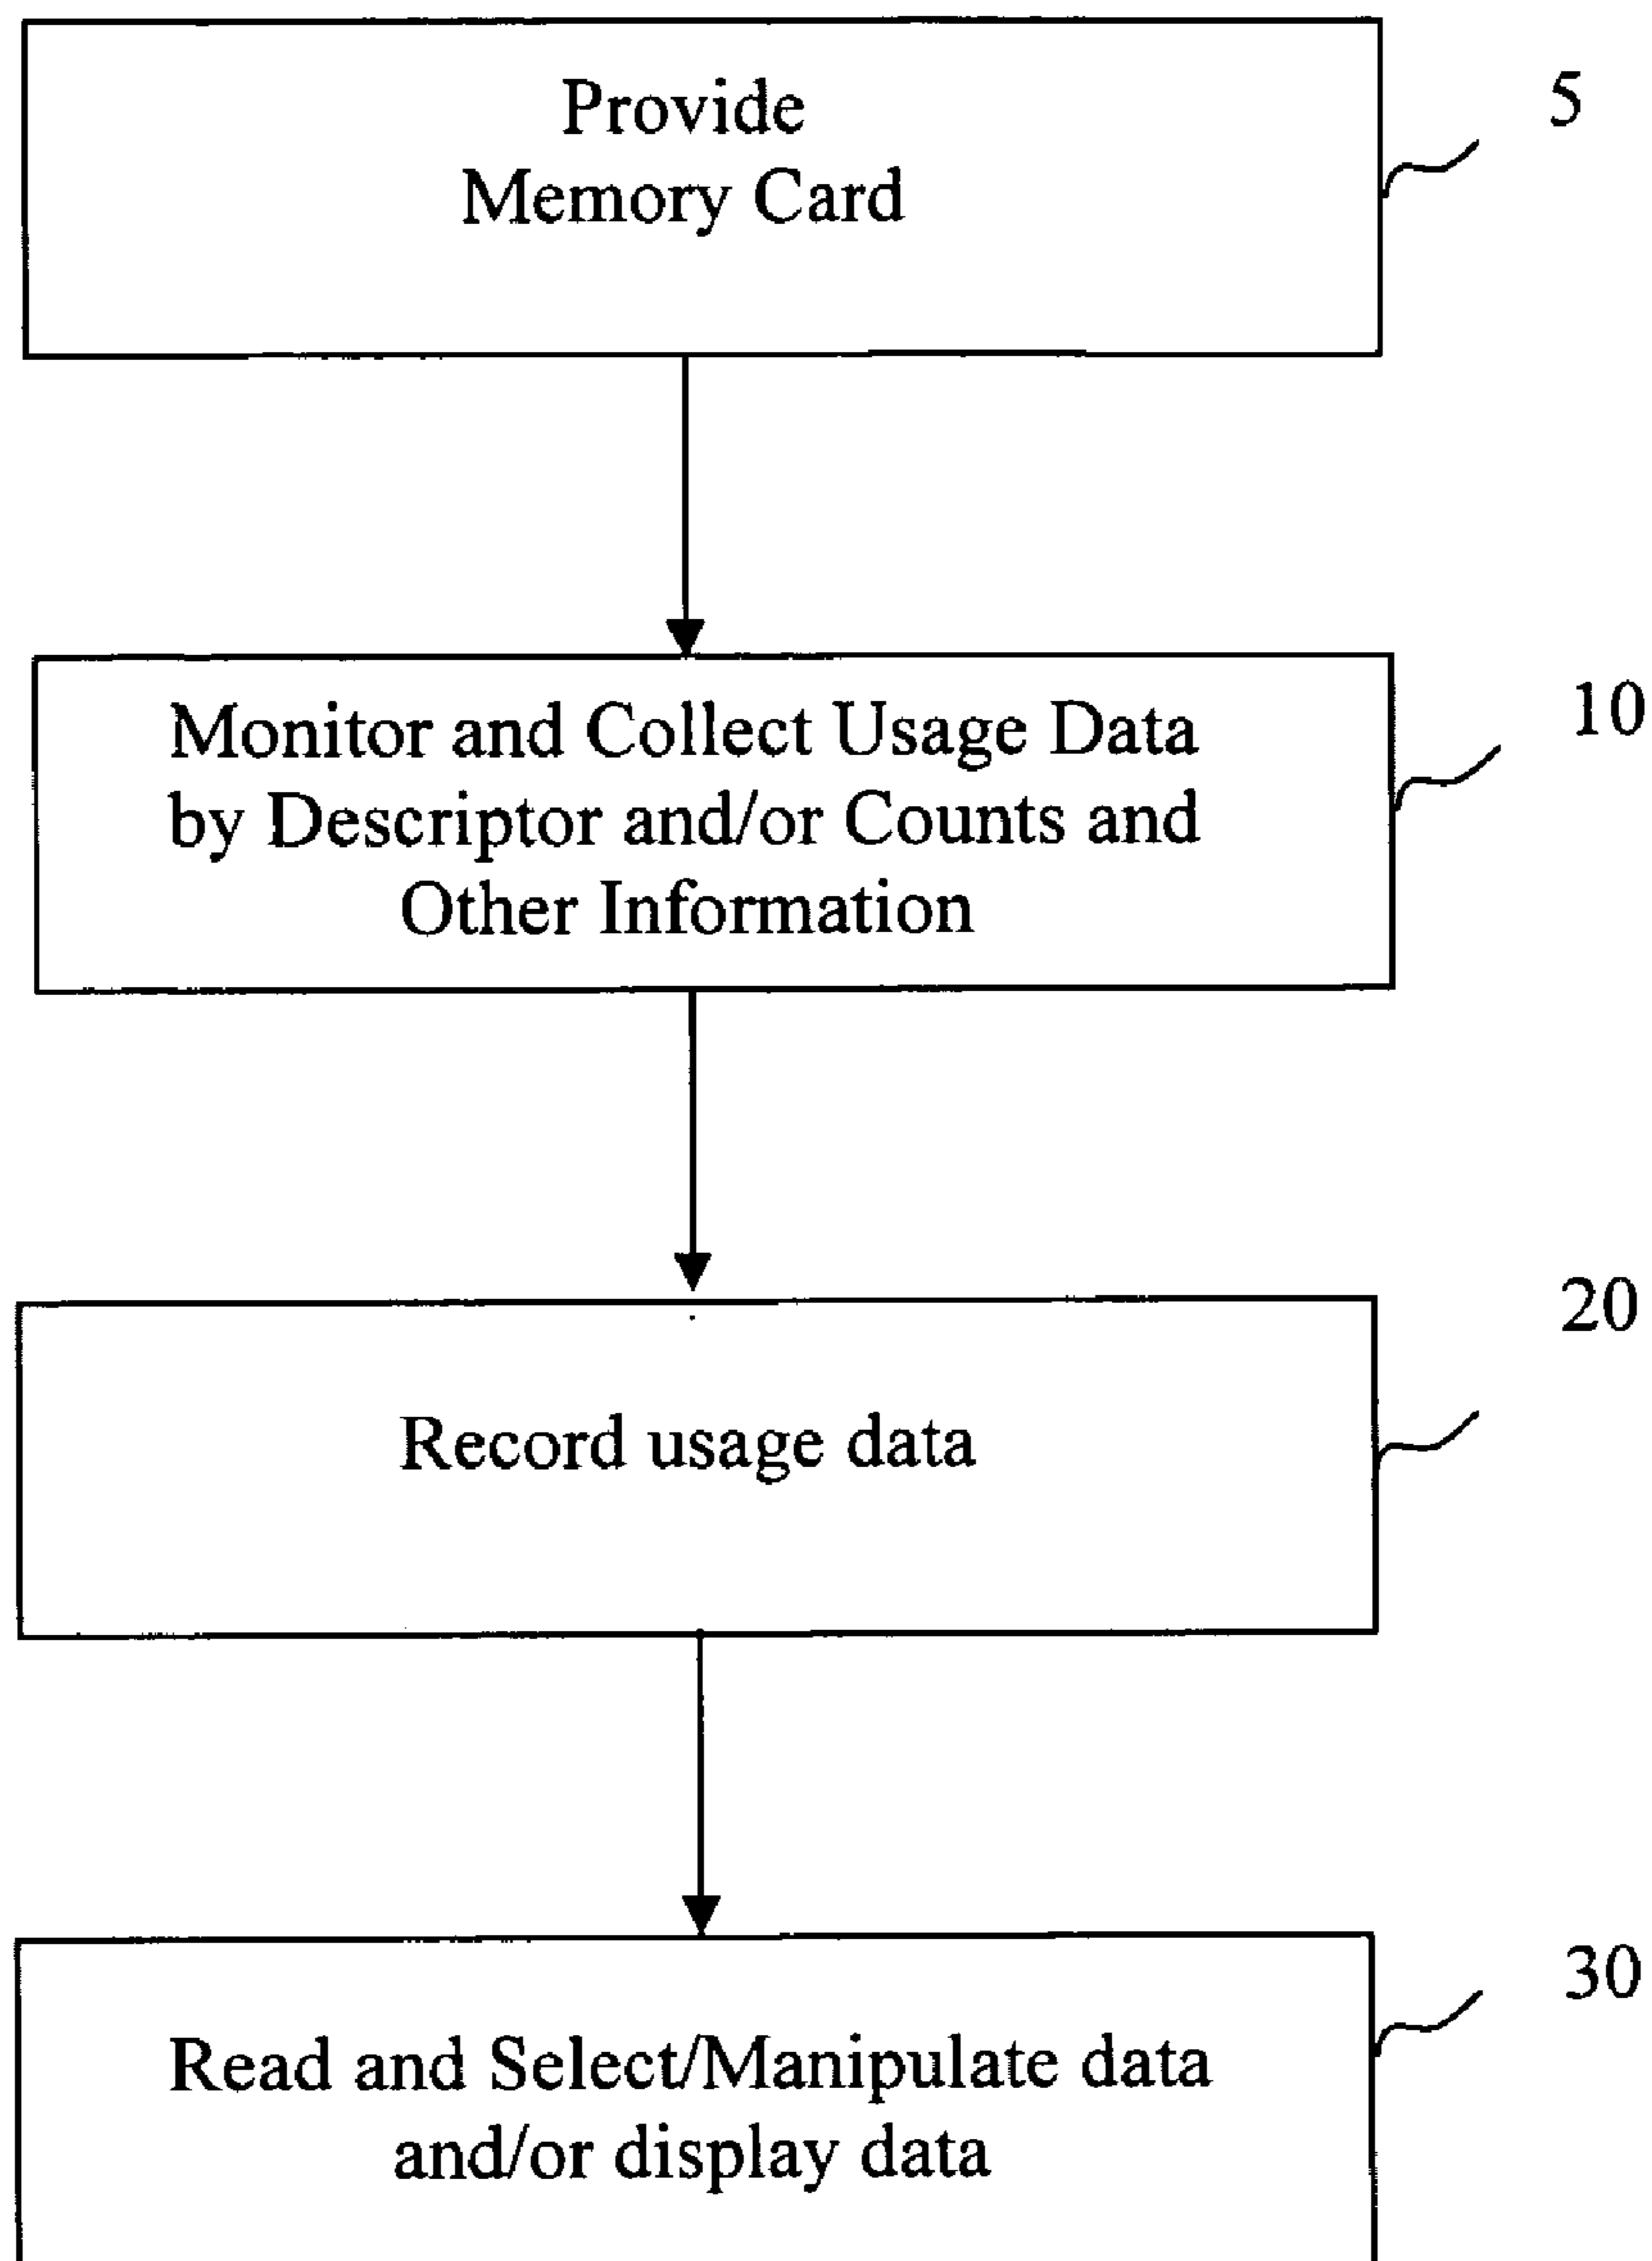 Provide
Memory Card
5
Monitor and Collect Usage Data
by Descriptor and/or Counts and
Other Information
10
Record usage data
20
Read and Select/Manipulate data
and/or display data
30